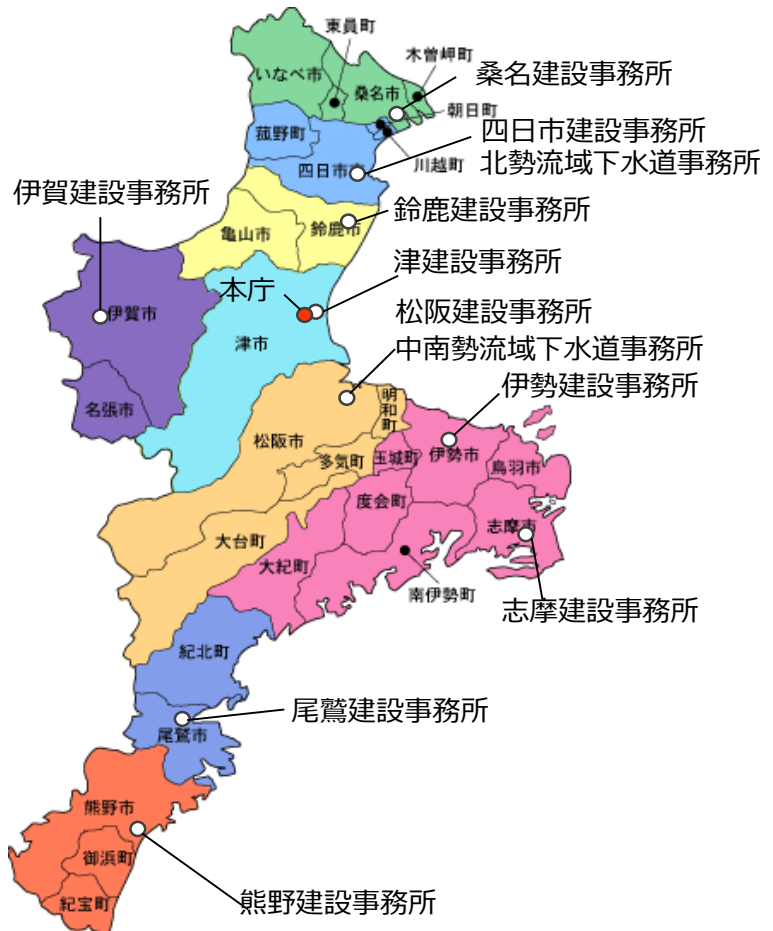 東員町
木曽岬町
いなべ市
桑名市
桑名建設事務所
朝日町
菰野町
四日市市
川越町
四日市建設事務所
北勢流域下水道事務所
伊賀建設事務所
亀山市
鈴鹿市
鈴鹿建設事務所
津建設事務所
本庁
伊賀市
津市
松阪建設事務所
中南勢流域下水道事務所
伊勢建設事務所
名張市
明和町
松阪市
多気町
玉城町
伊勢市
鳥羽市
度会町
志摩市
大台町
大紀町
南伊勢町
志摩建設事務所
紀北町
尾鷲建設事務所
尾鷲市
熊野市
御浜町
紀宝町
熊野建設事務所